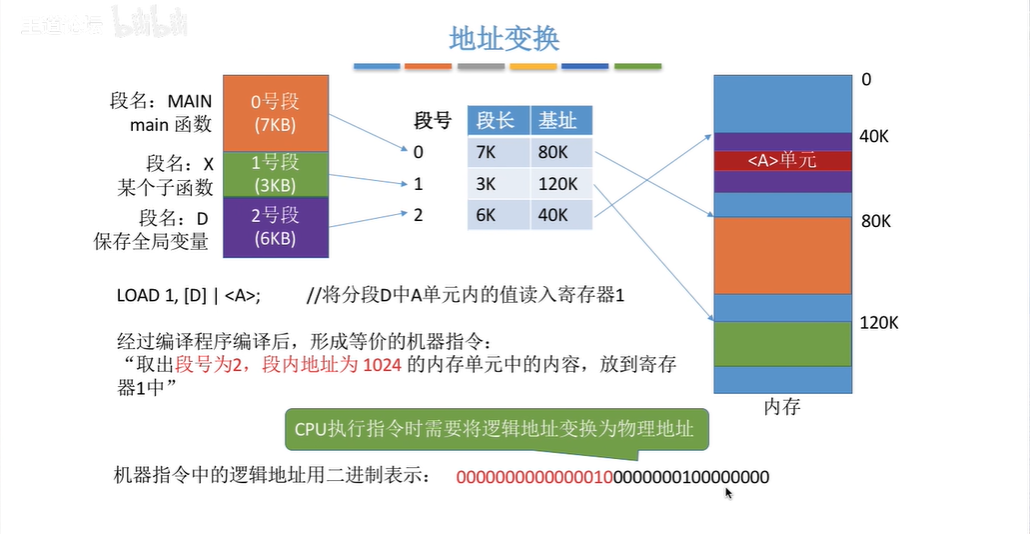 王道论坛 bilibili
地址变换
段名：MAIN
main 函数
0号段
(7KB)
段名：X
某个子函数
1号段
(3KB)
段名：D
保存全局变量
2号段
(6KB)
段号 段长 基址
0 7K 80K
1 3K 120K
2 6K 40K
0
40K
<A>单元
80K
120K
内存
LOAD 1, [D] | <A>; //将分段D中A单元内的值读入寄存器1
经过编译程序编译后，形成等价的机器指令：
“取出段号为2，段内地址为 1024 的内存单元中的内容，放到寄存
器1中”
CPU执行指令时需要将逻辑地址变换为物理地址
机器指令中的逻辑地址用二进制表示： 00000000000000100000000100000000